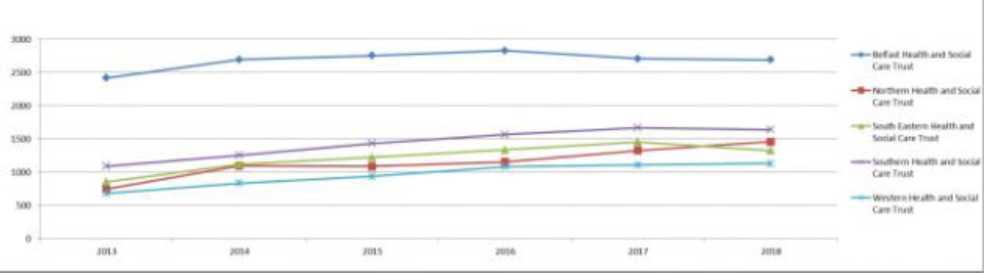 3000
2500
2000
1500
1000
500
0
2013
2014
2015
2016
2017
2018
Belfast Health and Social
Care Trust
Northern Health and Social
Care Trust
South Eastern Health and
Social Care Trust
Southern Health and Social
Care Trust
Western Health and Social
Care Trust